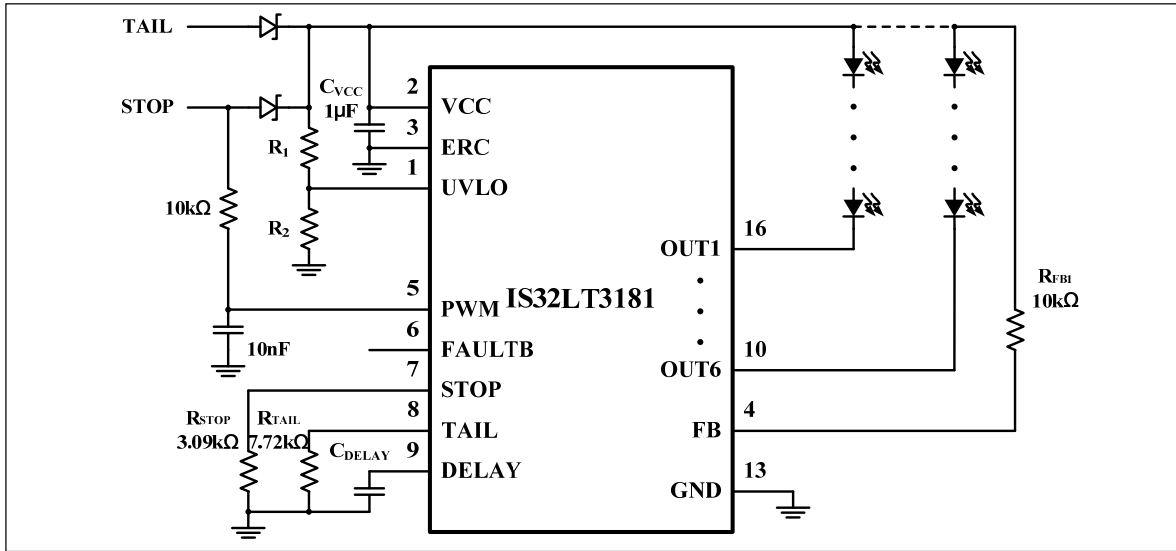 TAIL
STOP
CVCC
1µF
R1
R2
10kΩ
10nF
RSTOP
3.09kΩ
RTAIL
7.72kΩ
CDELAY
2
VCC
3
ERC
1
UVLO
5
PWM
6
FAULTB
7
STOP
8
TAIL
9
DELAY
IS32LT3181
16
OUT1
10
OUT6
4
FB
13
GND
RFB1
10kΩ